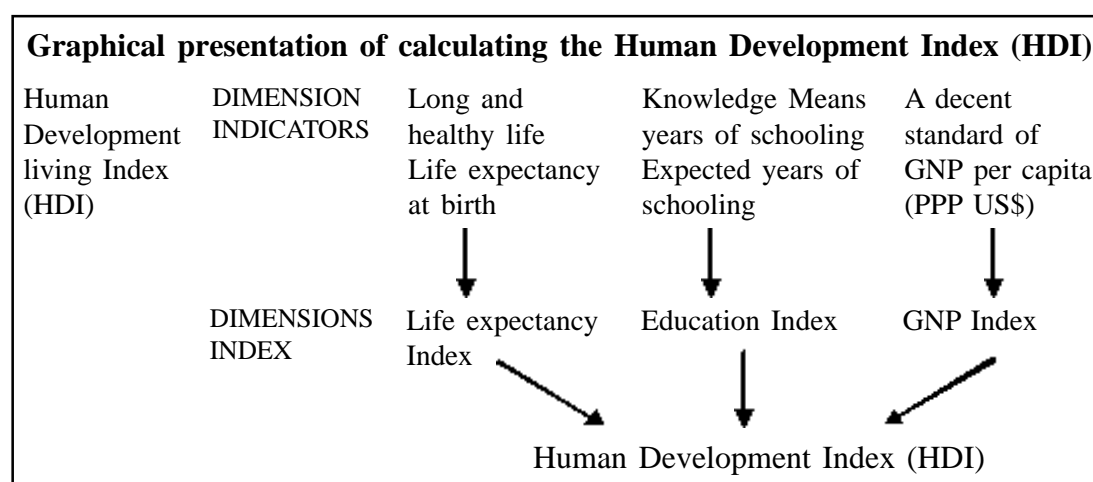 Graphical presentation of calculating the Human Development Index (HDI)
Human
Development
living Index
(HDI)
DIMENSION
INDICATORS
Long and
healthy life
Life expectancy
at birth
Knowledge Means
years of schooling
Expected years of
schooling
A decent
standard of
GNP per capita
(PPP US$)
DIMENSIONS
INDEX
Life expectancy
Index
Education Index
GNP Index
Human Development Index (HDI)